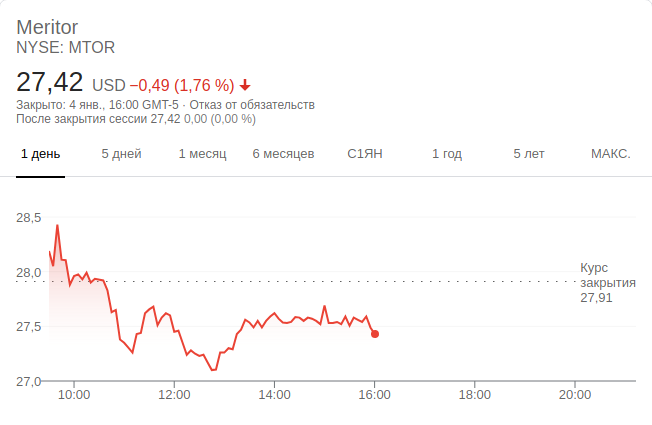 Meritor
NYSE: MTOR
27,42 USD −0,49 (1,76 %)
Закрыто: 4 янв., 16:00 GMT-5 · Отказ от обязательств
После закрытия сессии 27,42 0,00 (0,00 %)
1 день 5 дней 1 месяц 6 месяцев С1ЯН 1 год 5 лет МАКС.
28,5
28,0
27,5
27,0
Курс
закрытия
27,91
10:00 12:00 14:00 16:00 18:00 20:00